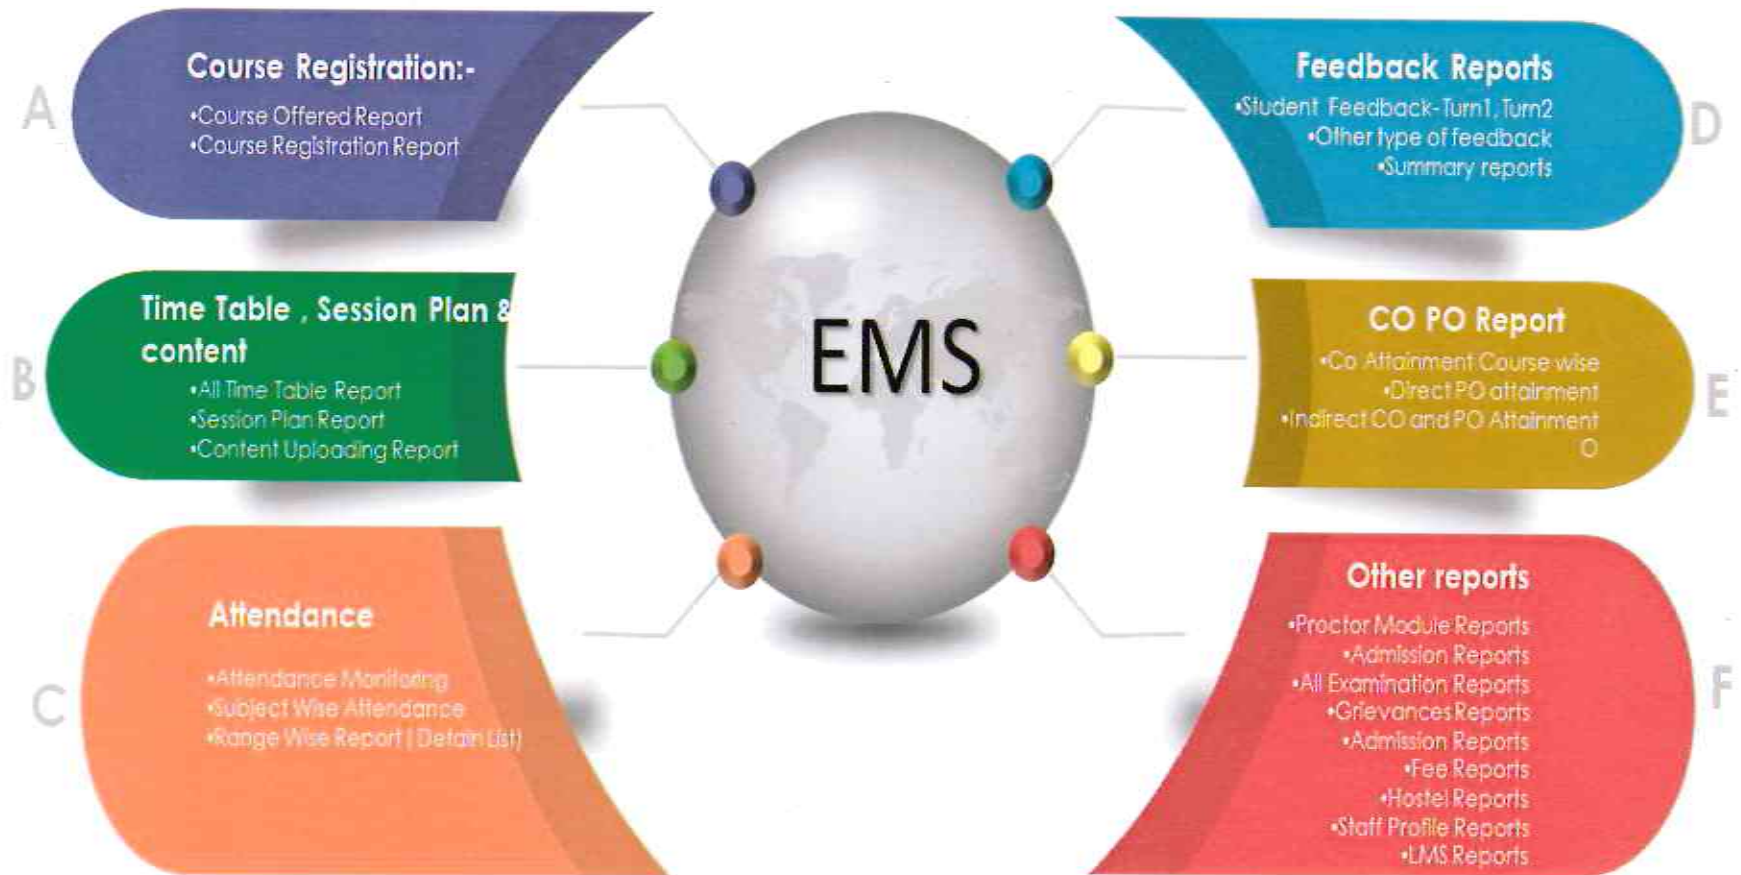 A
Course Registration:-
•Course Offered Report
•Course Registration Report
B
Time Table , Session Plan &
content
•All Time Table Report
•Session Plan Report
•Content Uploading Report
C
Attendance
•Attendance Monitoring
•Subject Wise Attendance
•Range Wise Report ( Detain List)
EMS
D
Feedback Reports
•Student Feedback-Turn1, Turn2
•Other type of feedback
•Summary reports
E
CO PO Report
•Co Attainment Course wise
•Direct PO attainment
•Indirect CO and PO Attainment
O
F
Other reports
•Proctor Module Reports
•Admission Reports
•All Examination Reports
•Grievances Reports
•Admission Reports
•Fee Reports
•Hostel Reports
•Staff Profile Reports
•LMS Reports